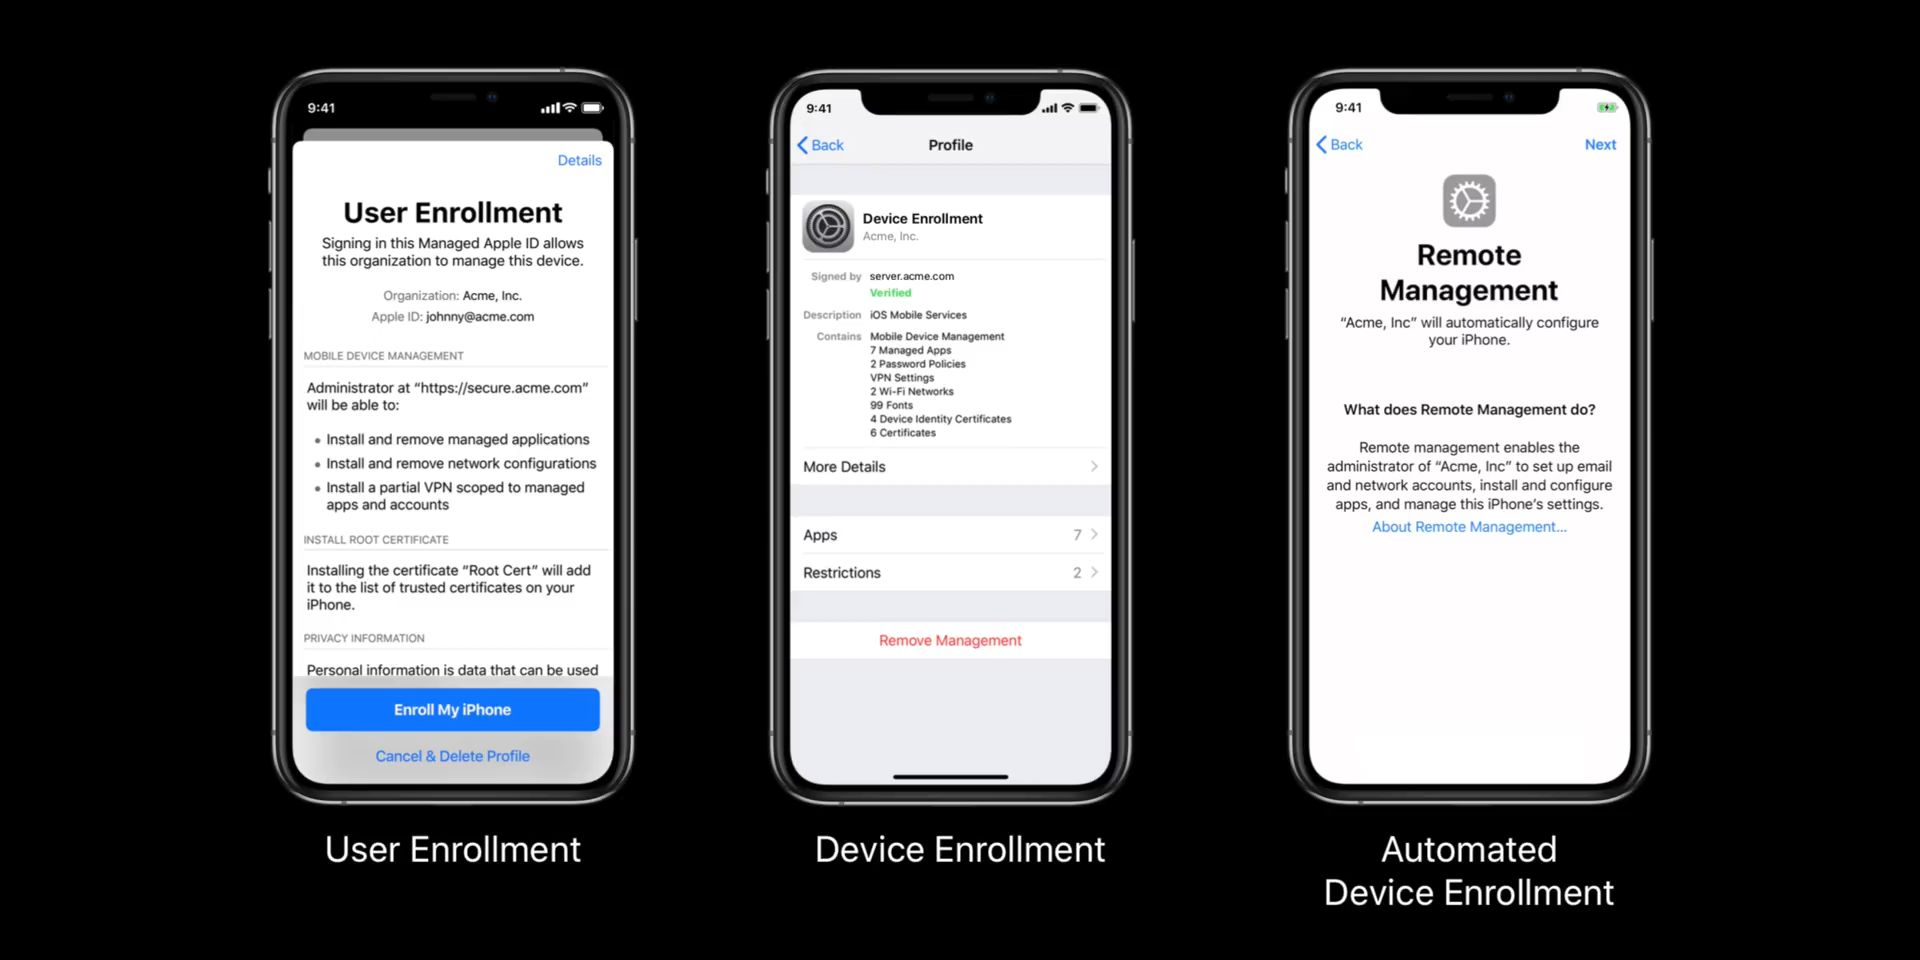 9:41
Details
User Enrollment
Signing in this Managed Apple ID allows
this organization to manage this device.
Organization: Acme, Inc.
Apple ID: johnny@acme.com
MOBILE DEVICE MANAGEMENT
Administrator at “https://secure.acme.com”
will be able to:
• Install and remove managed applications
• Install and remove network configurations
• Install a partial VPN scoped to managed
apps and accounts
INSTALL ROOT CERTIFICATE
Installing the certificate “Root Cert” will add
it to the list of trusted certificates on your
iPhone.
PRIVACY INFORMATION
Personal information is data that can be used
Enroll My iPhone
Cancel & Delete Profile
User Enrollment
9:41
Back
Profile
Device Enrollment
Acme, Inc.
Signed by server.acme.com
Verified
Description iOS Mobile Services
Contains Mobile Device Management
7 Managed Apps
2 Password Policies
VPN Settings
2 Wi-Fi Networks
99 Fonts
4 Device Identity Certificates
6 Certificates
More Details
Apps 7
Restrictions 2
Remove Management
Device Enrollment
9:41
Back
Next
Remote
Management
“Acme, Inc” will automatically configure
your iPhone.
What does Remote Management do?
Remote management enables the
administrator of “Acme, Inc” to set up email
and network accounts, install and configure
apps, and manage this iPhone’s settings.
About Remote Management...
Automated
Device Enrollment